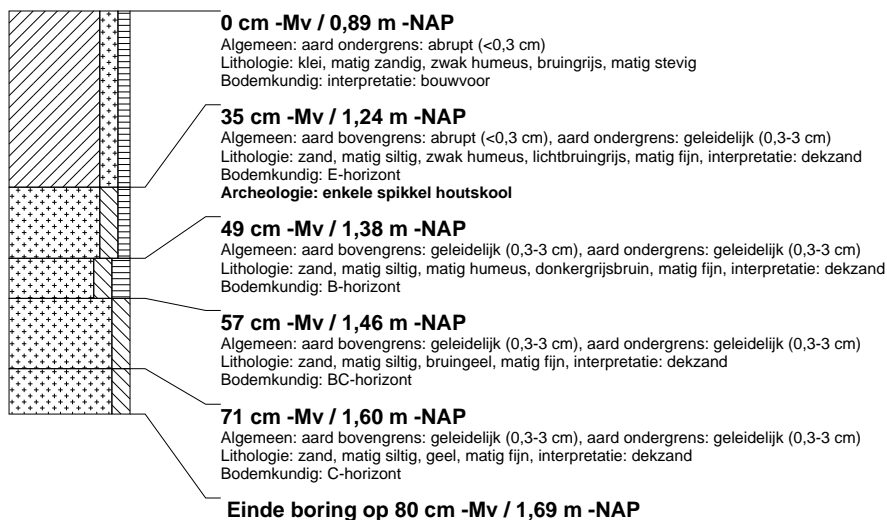 0 cm -Mv / 0,89 m -NAP
Algemeen: aard ondergrens: abrupt (<0,3 cm)
Lithologie: klei, matig zandig, zwak humeus, bruingrijs, matig stevig
Bodemkundig: interpretatie: bouwvoor
35 cm -Mv / 1,24 m -NAP
Algemeen: aard bovengrens: abrupt (<0,3 cm), aard ondergrens: geleidelijk (0,3-3 cm)
Lithologie: zand, matig siltig, zwak humeus, lichtbruingrijs, matig fijn, interpretatie: dekzand
Bodemkundig: E-horizont
Archeologie: enkele spikkel houtskool
49 cm -Mv / 1,38 m -NAP
Algemeen: aard bovengrens: geleidelijk (0,3-3 cm), aard ondergrens: geleidelijk (0,3-3 cm)
Lithologie: zand, matig siltig, matig humeus, donkergrijsbruin, matig fijn, interpretatie: dekzand
Bodemkundig: B-horizont
57 cm -Mv / 1,46 m -NAP
Algemeen: aard bovengrens: geleidelijk (0,3-3 cm), aard ondergrens: geleidelijk (0,3-3 cm)
Lithologie: zand, matig siltig, bruingeel, matig fijn, interpretatie: dekzand
Bodemkundig: BC-horizont
71 cm -Mv / 1,60 m -NAP
Algemeen: aard bovengrens: geleidelijk (0,3-3 cm), aard ondergrens: geleidelijk (0,3-3 cm)
Lithologie: zand, matig siltig, geel, matig fijn, interpretatie: dekzand
Bodemkundig: C-horizont
Einde boring op 80 cm -Mv / 1,69 m -NAP